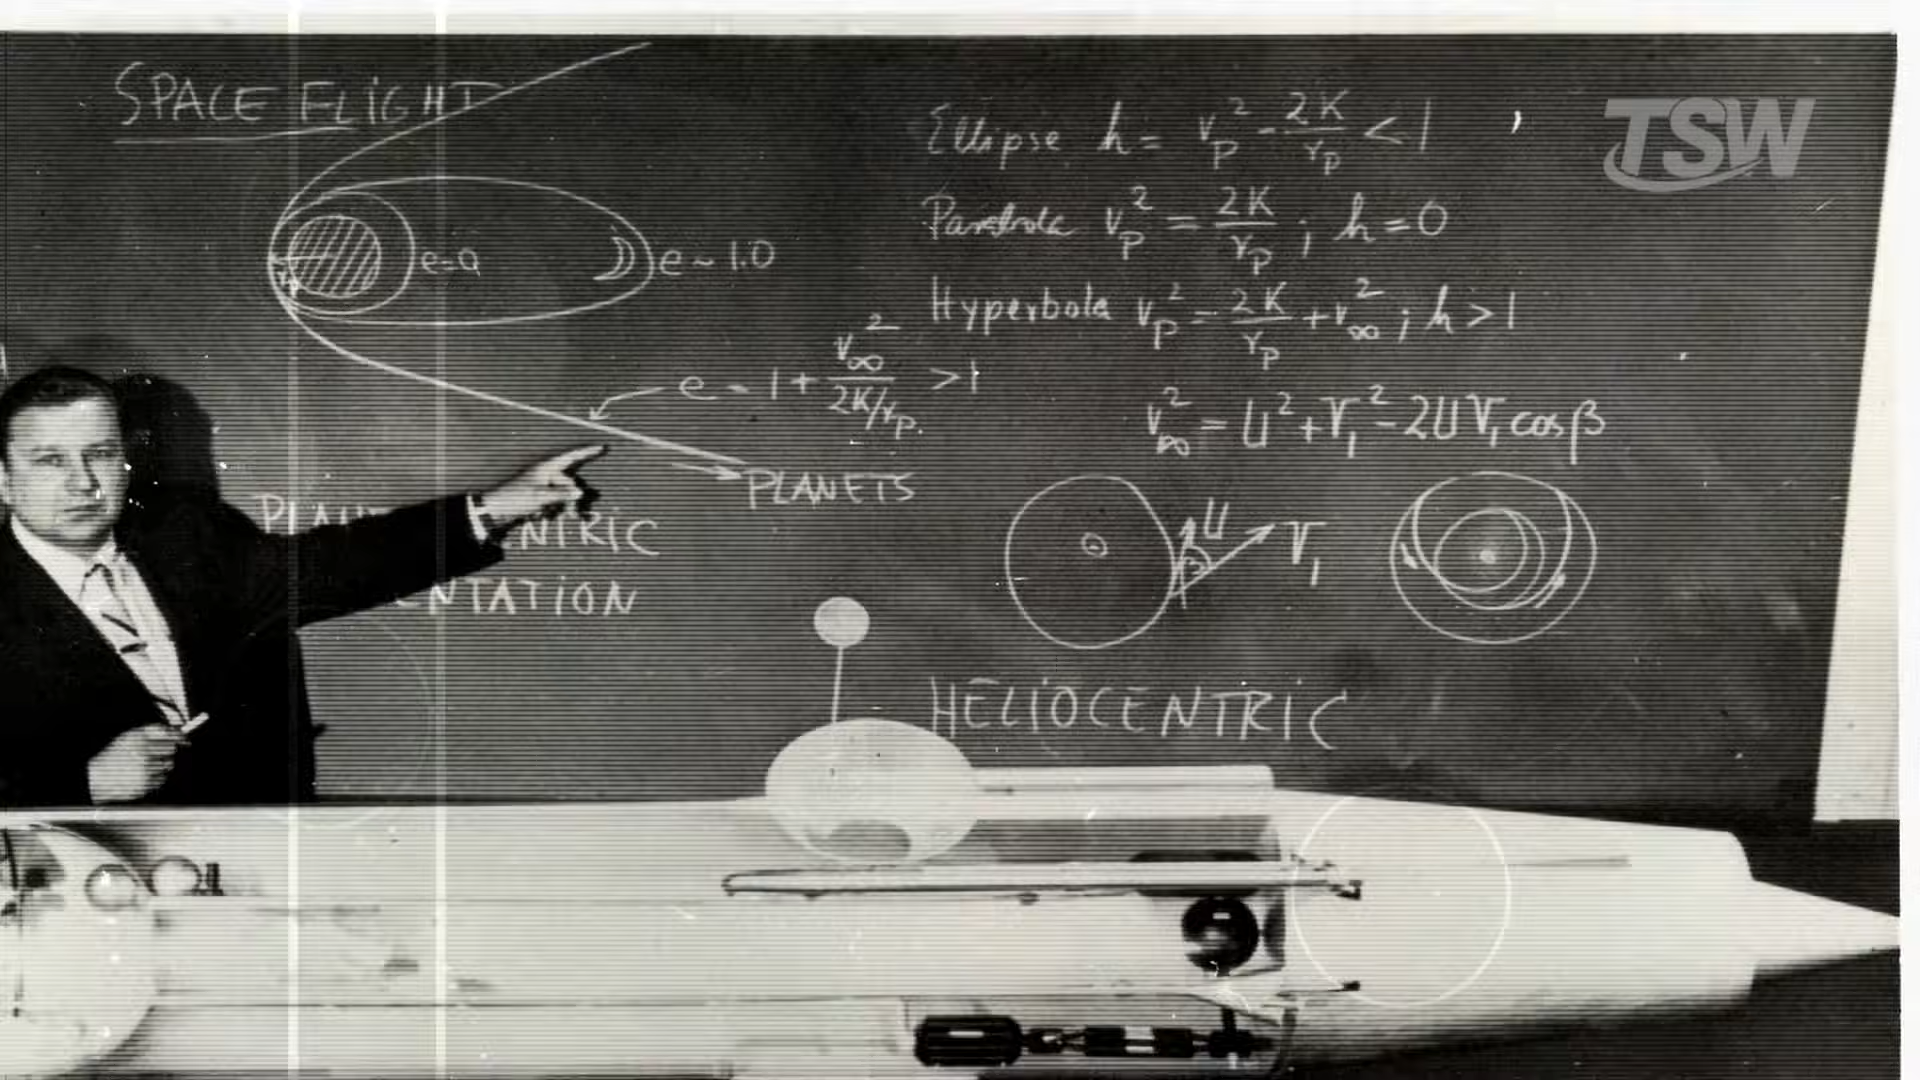 SPACE FLIGHT
e=0
e~1.0
e = 1 + v∞²/2K/rp. > 1
PLANETS
NTRIC
ENTATION
Ellipse h = vp² - 2K/rp < 1
Parabola vp² = 2K/rp ; h=0
Hyperbola vp² = 2K/rp + v∞² ; h > 1
v∞² = U² + V₁² - 2UV₁ cos β
U
β
V₁
HELIOCENTRIC
TSW